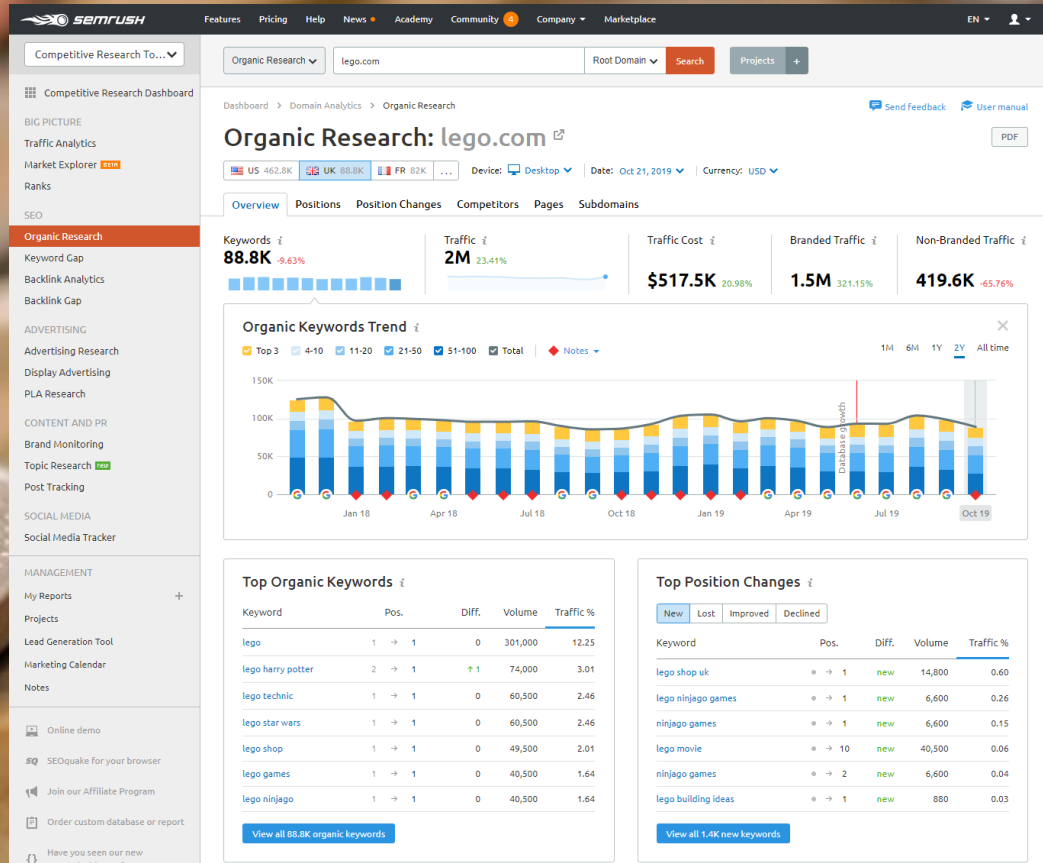 SEMRUSH
Features Pricing Help News Academy Community 4 Company Marketplace EN
Competitive Research To...
Organic Research lego.com Root Domain Search Projects +
Competitive Research Dashboard
BIG PICTURE
Traffic Analytics
Market Explorer BETA
Ranks
SEO
Organic Research
Keyword Gap
Backlink Analytics
Backlink Gap
ADVERTISING
Advertising Research
Display Advertising
PLA Research
CONTENT AND PR
Brand Monitoring
Topic Research new
Post Tracking
SOCIAL MEDIA
Social Media Tracker
MANAGEMENT
My Reports +
Projects
Lead Generation Tool
Marketing Calendar
Notes
Online demo
SQ SEOquake for your browser
Join our Affiliate Program
Order custom database or report
{} Have you seen our new
Dashboard > Domain Analytics > Organic Research
Send feedback User manual
Organic Research: lego.com
PDF
US 462.8K UK 88.8K FR 82K ... Device: Desktop Date: Oct 21, 2019 Currency: USD
Overview Positions Position Changes Competitors Pages Subdomains
Keywords i Traffic i Traffic Cost i Branded Traffic i Non-Branded Traffic i
88.8K -9.63% 2M 23.41% $517.5K 20.98% 1.5M 321.15% 419.6K -65.76%
Organic Keywords Trend i
Top 3 4-10 11-20 21-50 51-100 Total Notes 1M 6M 1Y 2Y All time
150K
100K
50K
0
Database growth
Jan 18 Apr 18 Jul 18 Oct 18 Jan 19 Apr 19 Jul 19 Oct 19
Top Organic Keywords i
Keyword Pos. Diff. Volume Traffic %
lego 1 → 1 0 301,000 12.25
lego harry potter 2 → 1 ↑ 1 74,000 3.01
lego technic 1 → 1 0 60,500 2.46
lego star wars 1 → 1 0 60,500 2.46
lego shop 1 → 1 0 49,500 2.01
lego games 1 → 1 0 40,500 1.64
lego ninjago 1 → 1 0 40,500 1.64
View all 88.8K organic keywords
Top Position Changes i
New Lost Improved Declined
Keyword Pos. Diff. Volume Traffic %
lego shop uk • → 1 new 14,800 0.60
lego ninjago games • → 1 new 6,600 0.26
ninjago games • → 1 new 6,600 0.15
lego movie • → 10 new 40,500 0.06
ninjago games • → 2 new 6,600 0.04
lego building ideas • → 1 new 880 0.03
View all 1.4K new keywords